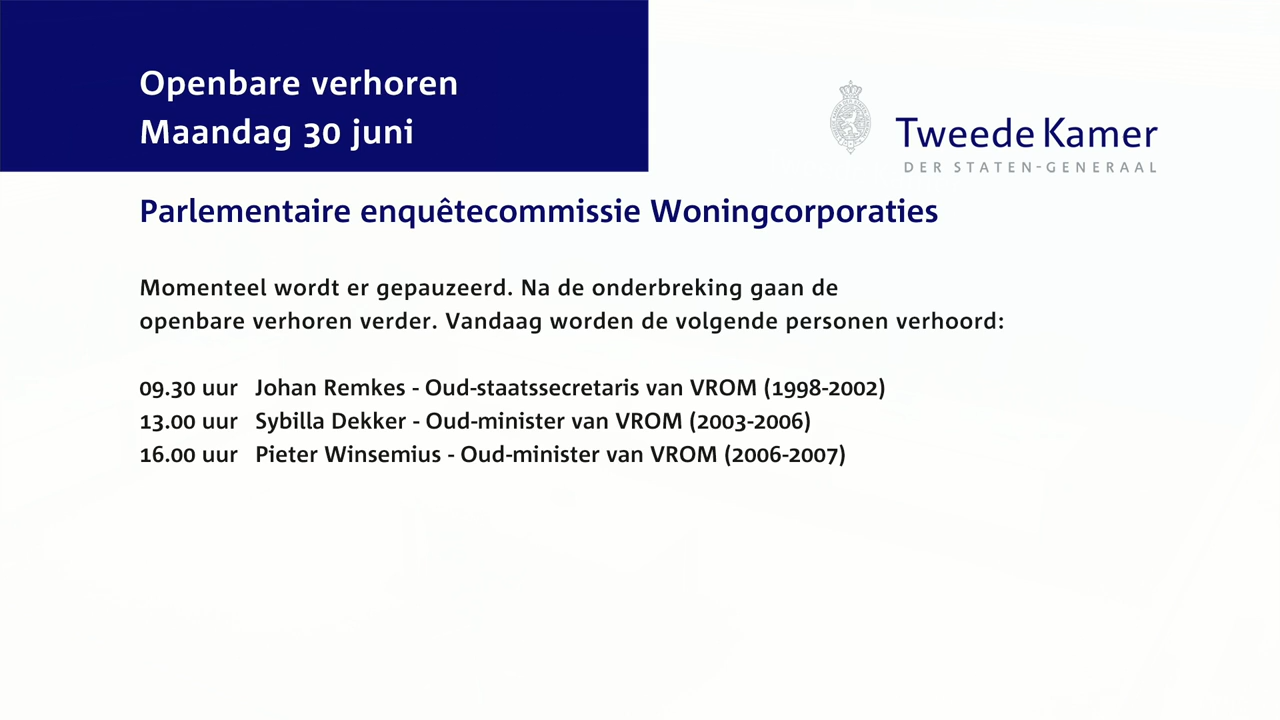 Openbare verhoren
Maandag 30 juni
Tweede Kamer
DER STATEN-GENERAAL
Parlementaire enquêtecommissie Woningcorporaties
Momenteel wordt er gepauzeerd. Na de onderbreking gaan de
openbare verhoren verder. Vandaag worden de volgende personen verhoord:
09.30 uur Johan Remkes - Oud-staatssecretaris van VROM (1998-2002)
13.00 uur Sybilla Dekker - Oud-minister van VROM (2003-2006)
16.00 uur Pieter Winsemius - Oud-minister van VROM (2006-2007)